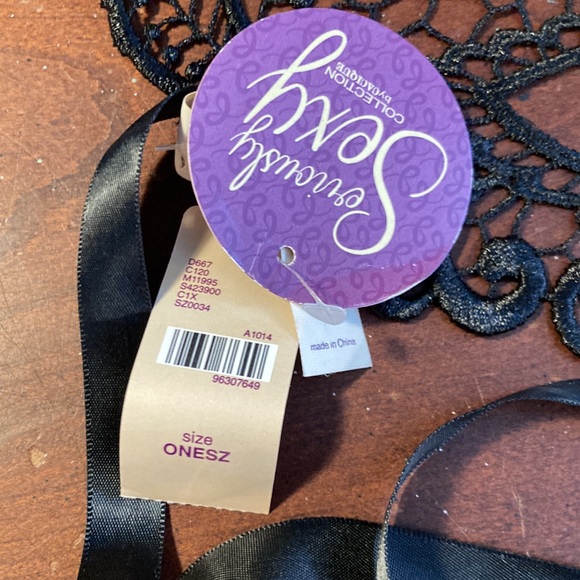 Seriously
Sexy
COLLECTION
by CACIQUE
D667
C120
M11995
S423900
C1X
SZ0034
A1014
96307649
size
ONESZ
made in China